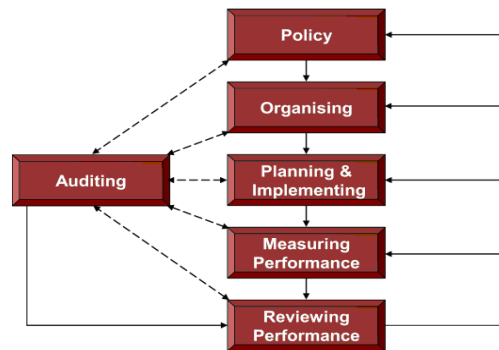 Policy
Organising
Auditing
Planning &
Implementing
Measuring
Performance
Reviewing
Performance